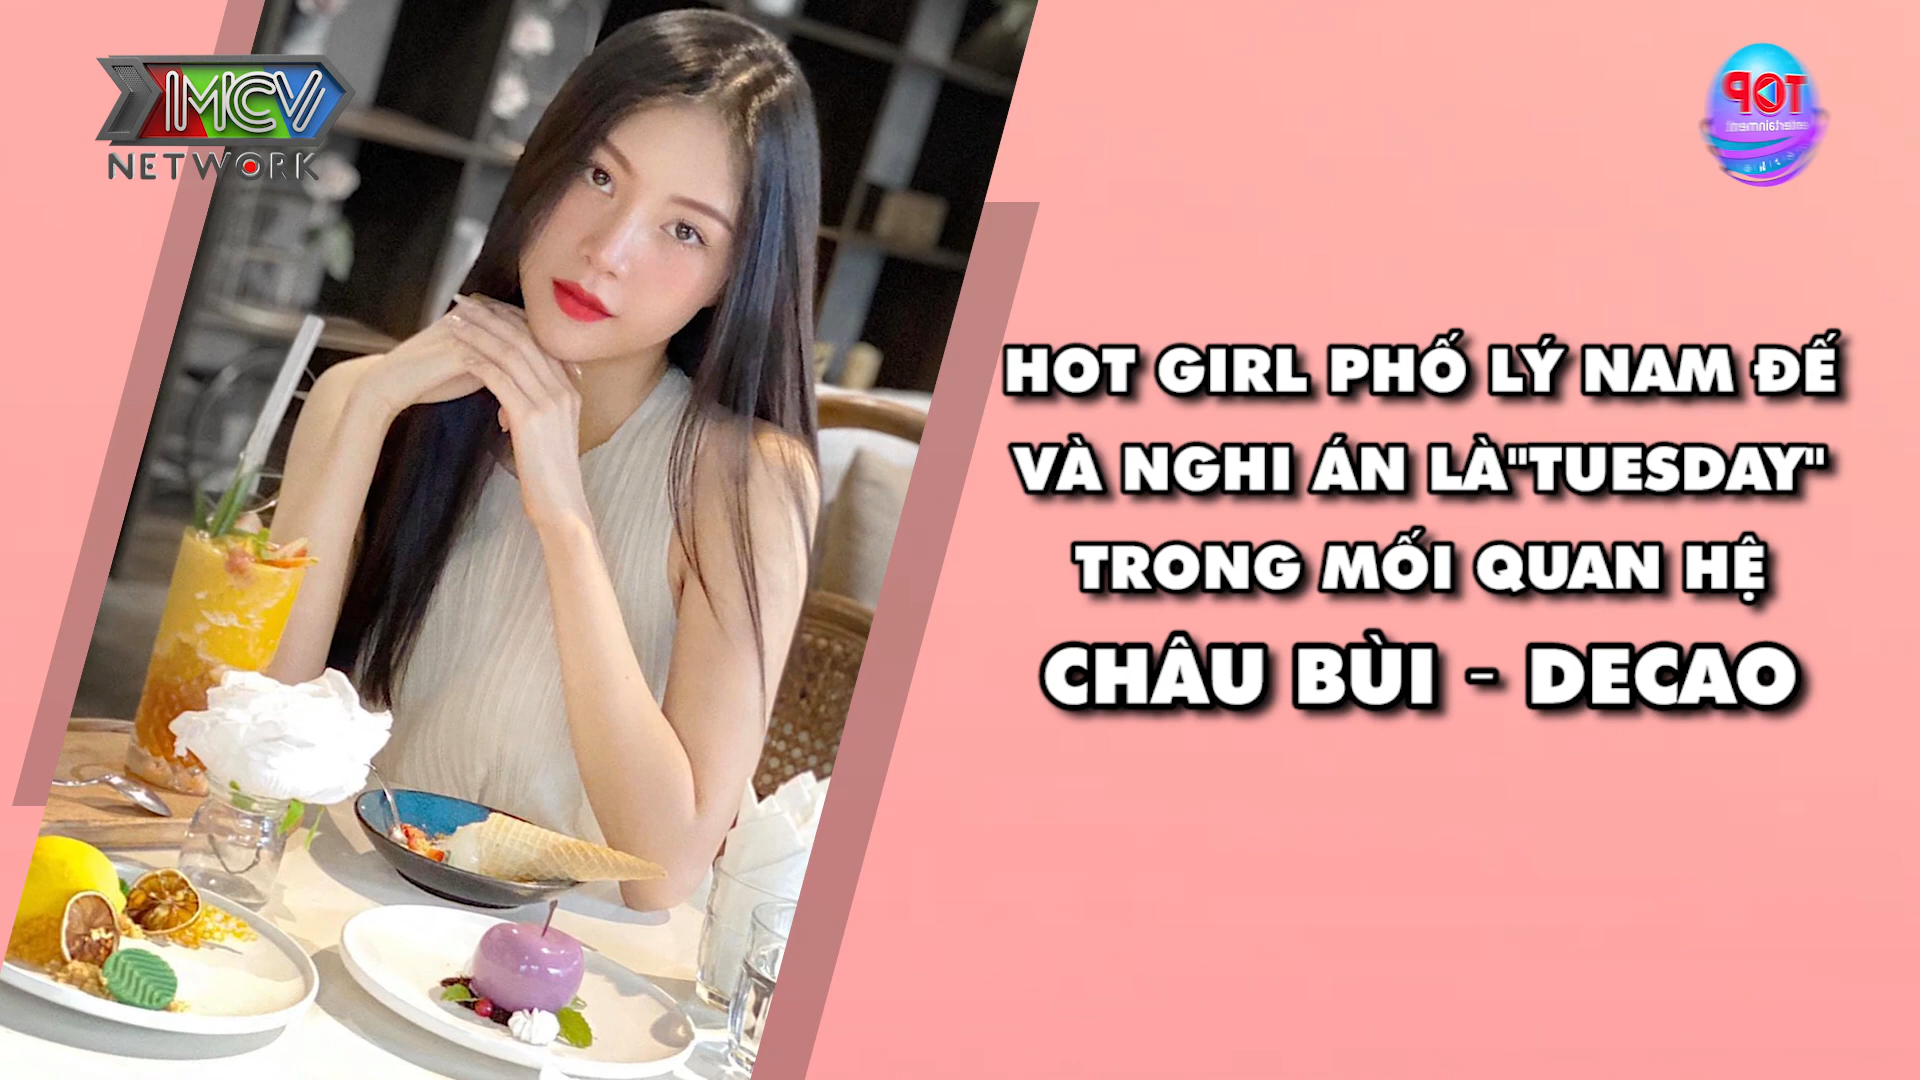 MCV
NETWORK
TOP
entertainment
HOT GIRL PHỐ LÝ NAM ĐẾ
VÀ NGHI ÁN LÀ"TUESDAY"
TRONG MỐI QUAN HỆ
CHÂU BÙI - DECAO